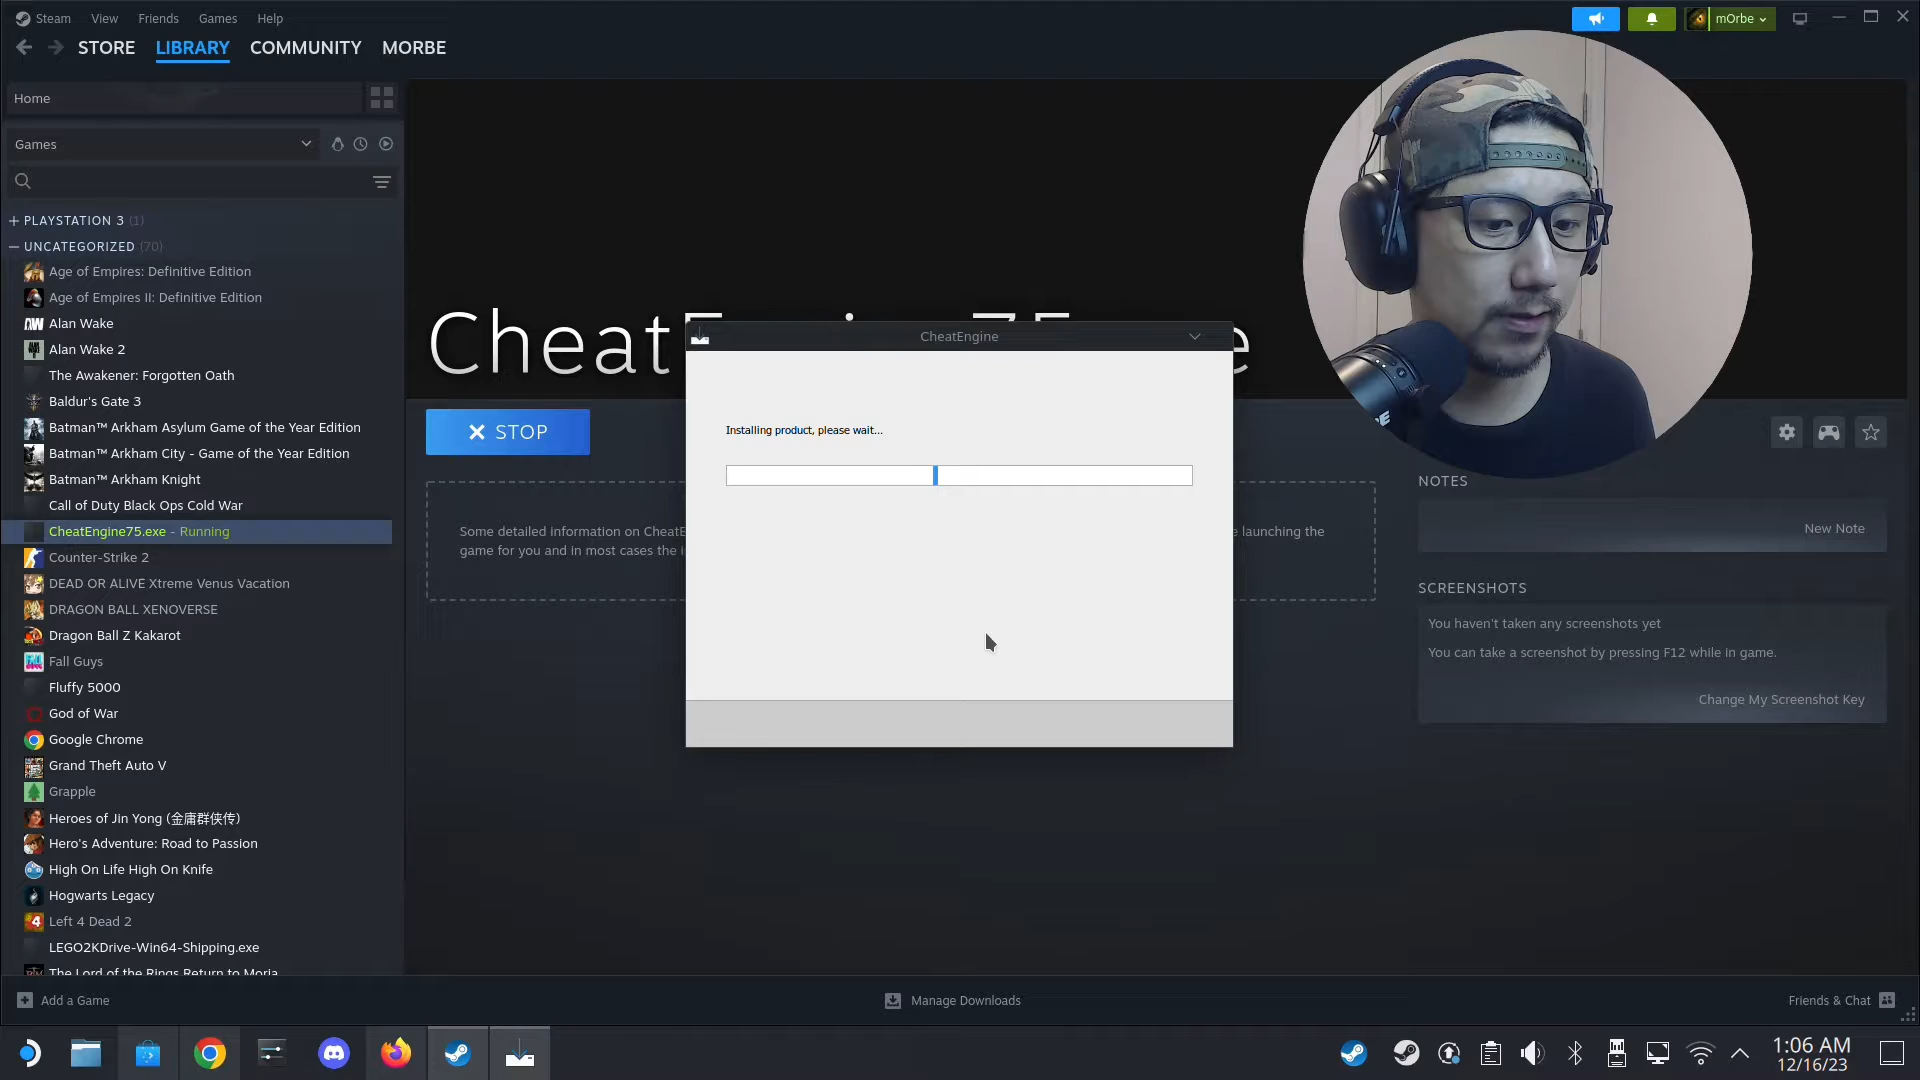 Steam View Friends Games Help
mOrbe
STORE LIBRARY COMMUNITY MORBE
Home
Games
PLAYSTATION 3 (1)
UNCATEGORIZED (70)
Age of Empires: Definitive Edition
Age of Empires II: Definitive Edition
Alan Wake
Alan Wake 2
The Awakener: Forgotten Oath
Baldur's Gate 3
Batman™ Arkham Asylum Game of the Year Edition
Batman™ Arkham City - Game of the Year Edition
Batman™ Arkham Knight
Call of Duty Black Ops Cold War
CheatEngine75.exe - Running
Counter-Strike 2
DEAD OR ALIVE Xtreme Venus Vacation
DRAGON BALL XENOVERSE
Dragon Ball Z Kakarot
Fall Guys
Fluffy 5000
God of War
Google Chrome
Grand Theft Auto V
Grapple
Heroes of Jin Yong (金庸群侠传)
Hero's Adventure: Road to Passion
High On Life High On Knife
Hogwarts Legacy
Left 4 Dead 2
LEGO2KDrive-Win64-Shipping.exe
The Lord of the Rings Return to Moria
Cheat
e
STOP
Some detailed information on CheatE
launching the
game for you and in most cases the i
CheatEngine
Installing product, please wait...
NOTES
New Note
SCREENSHOTS
You haven't taken any screenshots yet
You can take a screenshot by pressing F12 while in game.
Change My Screenshot Key
Add a Game
Manage Downloads
Friends & Chat
1:06 AM
12/16/23